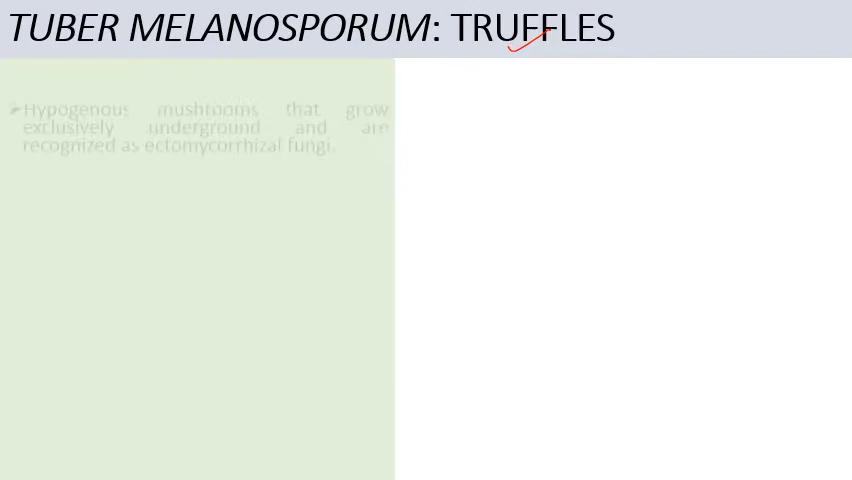 TUBER MELANOSPORUM: TRUFFLES
Hypogenous mushrooms that grow
exclusively underground and are
recognized as ectomycorrhizal fungi.